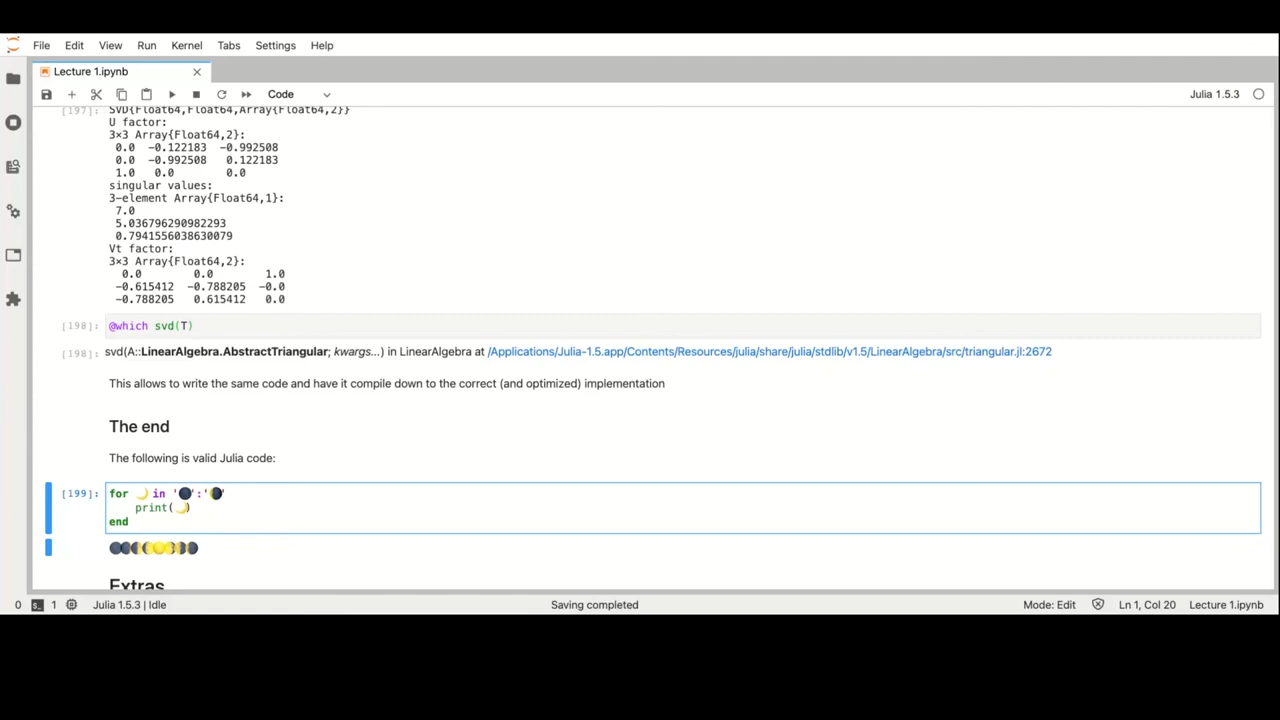 File Edit View Run Kernel Tabs Settings Help
Lecture 1.ipynb
Code
Julia 1.5.3
[197]: SVD{Float64,Float64,Array{Float64,2}}
U factor:
3×3 Array{Float64,2}:
0.0 -0.122183 -0.992508
0.0 -0.992508 0.122183
1.0 0.0 0.0
singular values:
3-element Array{Float64,1}:
7.0
5.036796290982293
0.7941556038630079
Vt factor:
3×3 Array{Float64,2}:
0.0 0.0 1.0
-0.615412 -0.788205 -0.0
-0.788205 0.615412 0.0
[198]: @which svd(T)
[198]: svd(A::LinearAlgebra.AbstractTriangular; kwargs...) in LinearAlgebra at /Applications/Julia-1.5.app/Contents/Resources/julia/share/julia/stdlib/v1.5/LinearAlgebra/src/triangular.jl:2672
This allows to write the same code and have it compile down to the correct (and optimized) implementation
The end
The following is valid Julia code:
[199]: for 🌙 in '🌑':'🌘'
print(🌙)
end
🌑🌒🌓🌔🌕🌖🌗🌘
Extras
0 1 Julia 1.5.3 | Idle Saving completed Mode: Edit Ln 1, Col 20 Lecture 1.ipynb